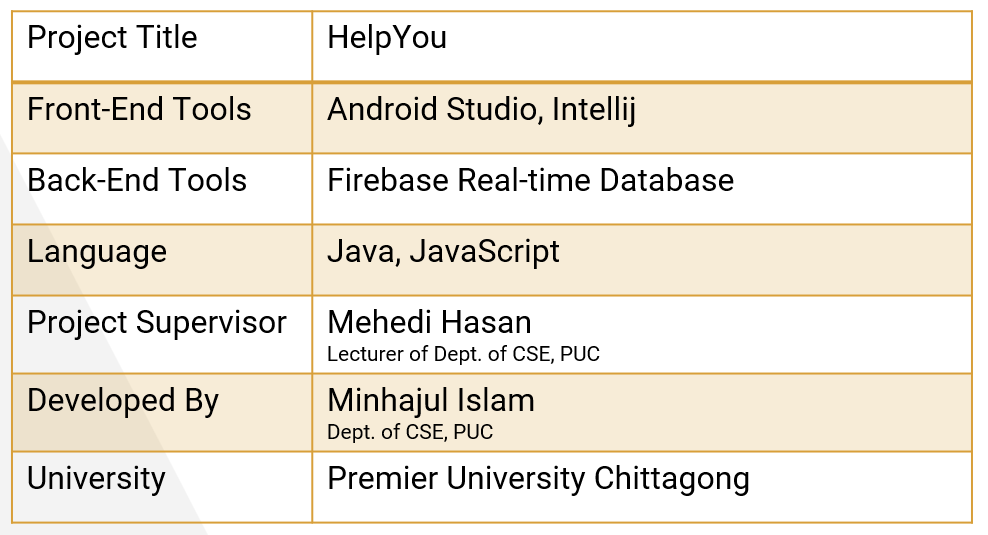 Project Title HelpYou
Front-End Tools Android Studio, Intellij
Back-End Tools Firebase Real-time Database
Language Java, JavaScript
Project Supervisor Mehedi Hasan
Lecturer of Dept. of CSE, PUC
Developed By Minhajul Islam
Dept. of CSE, PUC
University Premier University Chittagong